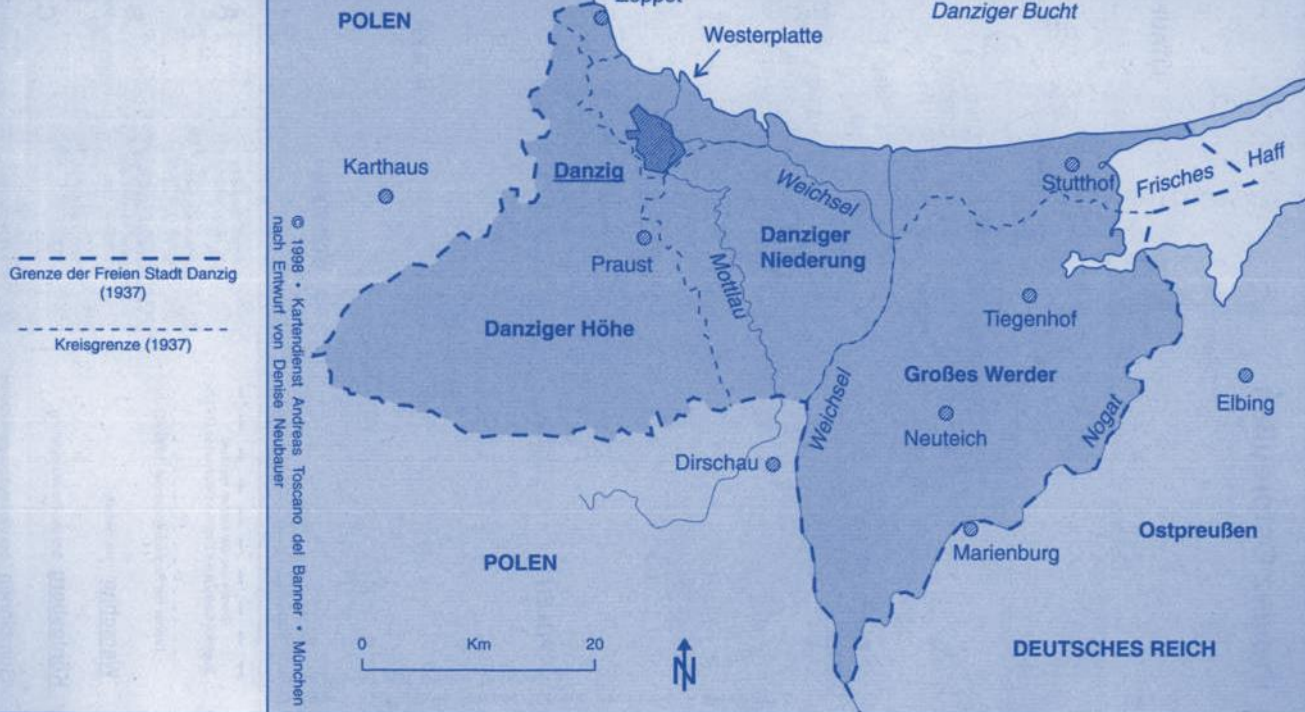 Zoppot
POLEN
Danziger Bucht
Westerplatte
Karthaus
Danzig
Weichsel
Stutthof
Frisches
Haff
Danziger
Niederung
Praust
Mottlau
Grenze der Freien Stadt Danzig
(1937)
Kreisgrenze (1937)
Danziger Höhe
Tiegenhof
Großes Werder
Elbing
Neuteich
Nogat
Weichsel
Dirschau
Marienburg
Ostpreußen
POLEN
0 Km 20
N
DEUTSCHES REICH
© 1998 • Kartendienst Andreas Toscano del Banner • München
nach Entwurf von Denise Neubauer